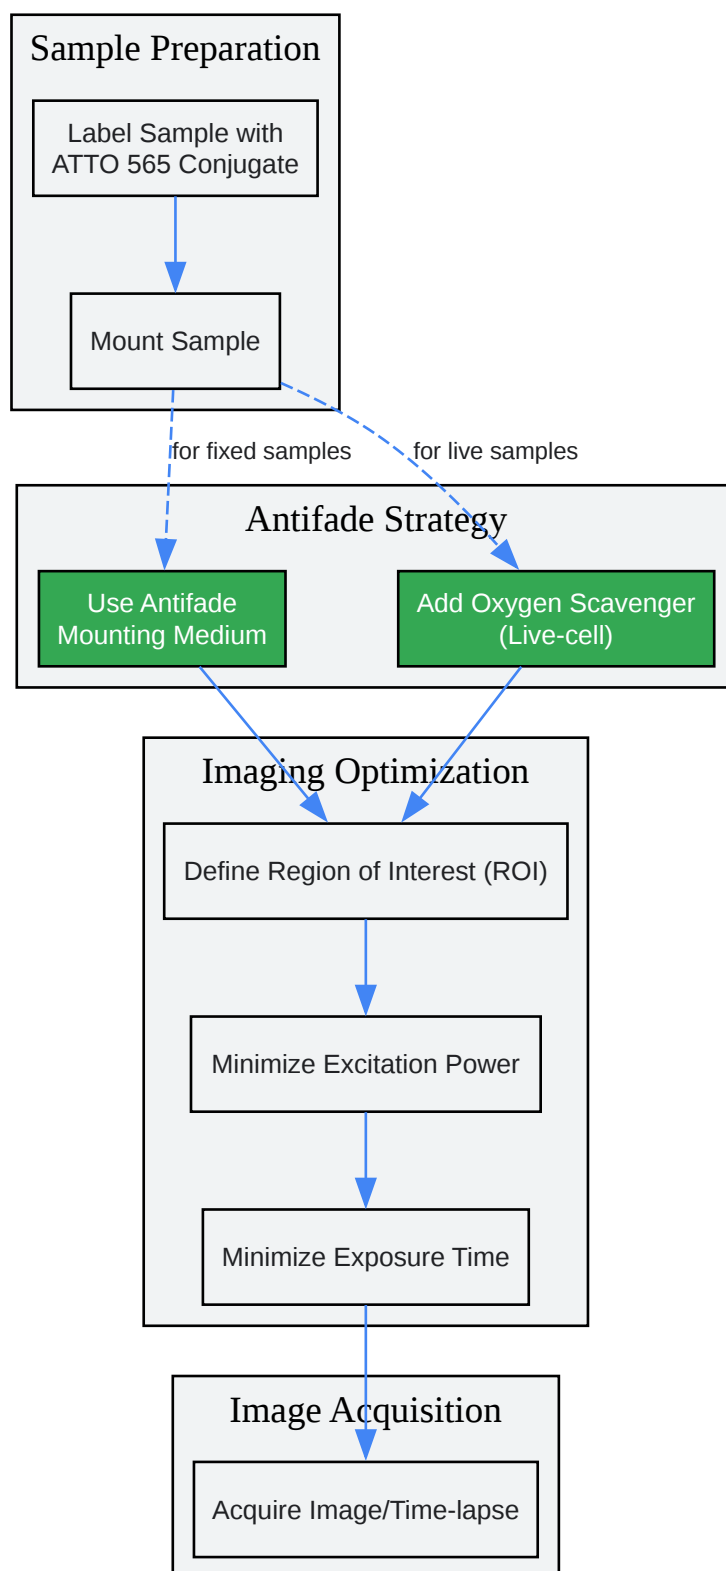 Sample Preparation
Label Sample with
ATTO 565 Conjugate
Mount Sample
for fixed samples
for live samples
Antifade Strategy
Use Antifade
Mounting Medium
Add Oxygen Scavenger
(Live-cell)
Imaging Optimization
Define Region of Interest (ROI)
Minimize Excitation Power
Minimize Exposure Time
Image Acquisition
Acquire Image/Time-lapse